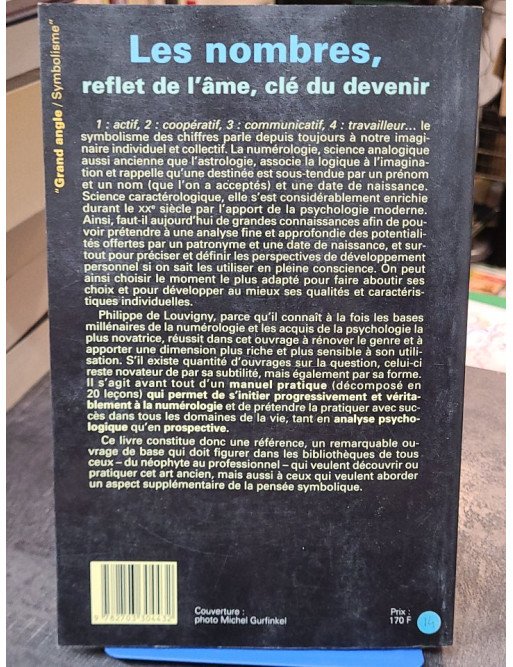 "Grand angle / Symbolisme"
Les nombres,
reflet de l'âme, clé du devenir
1 : actif, 2 : coopératif, 3 : communicatif, 4 : travailleur... le
symbolisme des chiffres parle depuis toujours à notre imagi-
naire individuel et collectif. La numérologie, science analogique
aussi ancienne que l'astrologie, associe la logique à l'imagina-
tion et rappelle qu'une destinée est sous-tendue par un prénom
et un nom (que l'on a acceptés) et une date de naissance.
Science caractérologique, elle s'est considérablement enrichie
durant le XXe siècle par l'apport de la psychologie moderne.
Ainsi, faut-il aujourd'hui de grandes connaissances afin de pou-
voir prétendre à une analyse fine et approfondie des potentiali-
tés offertes par un patronyme et une date de naissance, et sur-
tout pour préciser et définir les perspectives de développement
personnel si on sait les utiliser en pleine conscience. On peut
ainsi choisir le moment le plus adapté pour faire aboutir ses
choix et pour développer au mieux ses qualités et caractéris-
tiques individuelles.
Philippe de Louvigny, parce qu'il connaît à la fois les bases
millénaires de la numérologie et les acquis de la psychologie la
plus novatrice, réussit dans cet ouvrage à rénover le genre et à
apporter une dimension plus riche et plus sensible à son utili-
sation. S'il existe quantité d'ouvrages sur la question, celui-ci
reste novateur de par sa subtilité, mais également par sa forme.
Il s'agit avant tout d'un manuel pratique (décomposé en
20 leçons) qui permet de s'initier progressivement et vérita-
blement à la numérologie et de prétendre la pratiquer avec suc-
cès dans tous les domaines de la vie, tant en analyse psycho-
logique qu'en prospective.
Ce livre constitue donc une référence, un remarquable ou-
vrage de base qui doit figurer dans les bibliothèques de tous
ceux – du néophyte au professionnel – qui veulent découvrir ou
pratiquer cet art ancien, mais aussi à ceux qui veulent aborder
un aspect supplémentaire de la pensée symbolique.
9 782703 304432
Couverture :
photo Michel Gurfinkel
Prix :
170 F
14